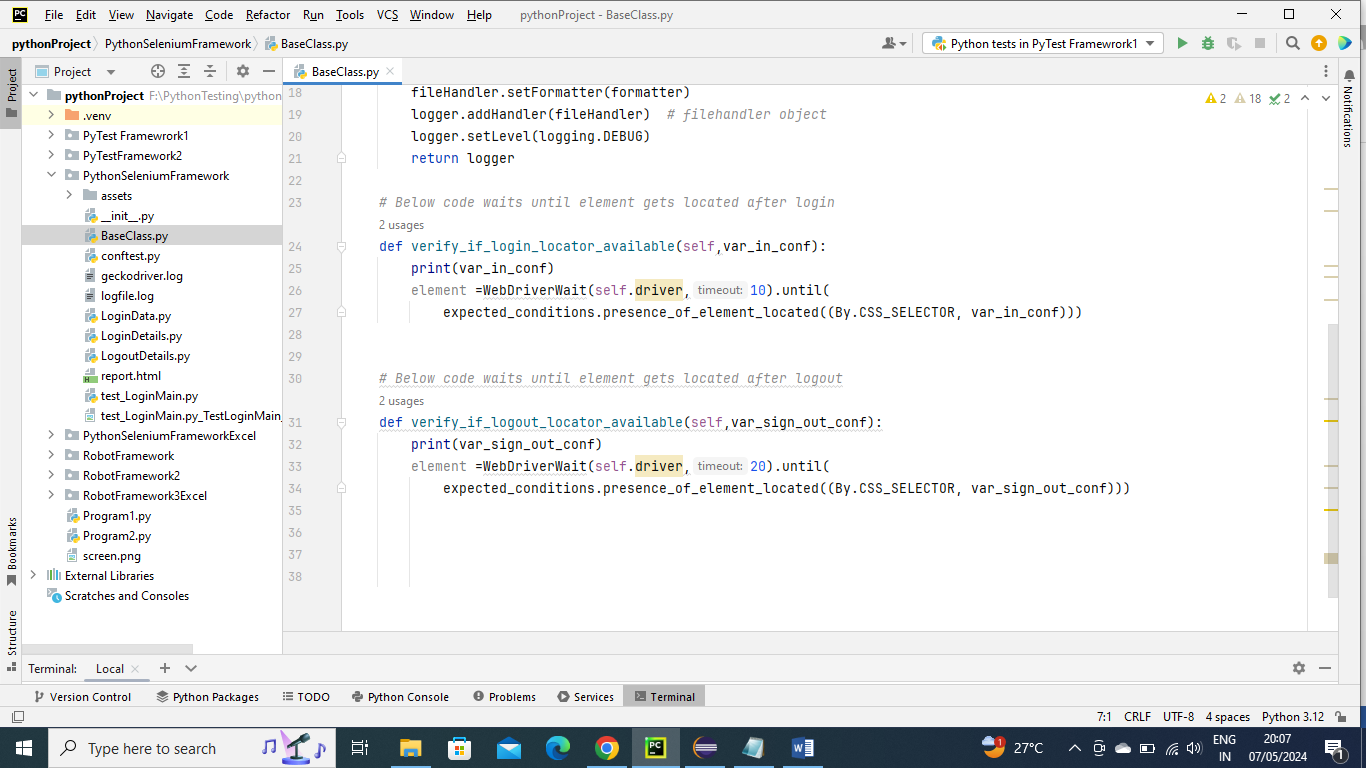 PC File Edit View Navigate Code Refactor Run Tools VCS Window Help pythonProject - BaseClass.py
pythonProject PythonSeleniumFramework BaseClass.py Python tests in PyTest Framewrork1
Project
Project
BaseClass.py
Notifications
pythonProject F:\PythonTesting\python
.venv
PyTest Framewrork1
PyTestFramework2
PythonSeleniumFramework
assets
__init__.py
BaseClass.py
conftest.py
geckodriver.log
logfile.log
LoginData.py
LoginDetails.py
LogoutDetails.py
report.html
test_LoginMain.py
test_LoginMain.py_TestLoginMain_
PythonSeleniumFrameworkExcel
RobotFramework
RobotFramework2
RobotFramework3Excel
Program1.py
Program2.py
screen.png
External Libraries
Scratches and Consoles
Bookmarks
Structure
2 18 2
18 fileHandler.setFormatter(formatter)
19 logger.addHandler(fileHandler)  # filehandler object
20 logger.setLevel(logging.DEBUG)
21 return logger
22
23 # Below code waits until element gets located after login
2 usages
24 def verify_if_login_locator_available(self,var_in_conf):
25 print(var_in_conf)
26 element =WebDriverWait(self.driver, timeout: 10).until(
27 expected_conditions.presence_of_element_located((By.CSS_SELECTOR, var_in_conf)))
28
29
30 # Below code waits until element gets located after logout
2 usages
31 def verify_if_logout_locator_available(self,var_sign_out_conf):
32 print(var_sign_out_conf)
33 element =WebDriverWait(self.driver, timeout: 20).until(
34 expected_conditions.presence_of_element_located((By.CSS_SELECTOR, var_sign_out_conf)))
35
36
37
38
Terminal: Local
Version Control Python Packages TODO Python Console Problems Services Terminal
7:1 CRLF UTF-8 4 spaces Python 3.12
Type here to search PC 27°C ENG IN 20:07 07/05/2024 1